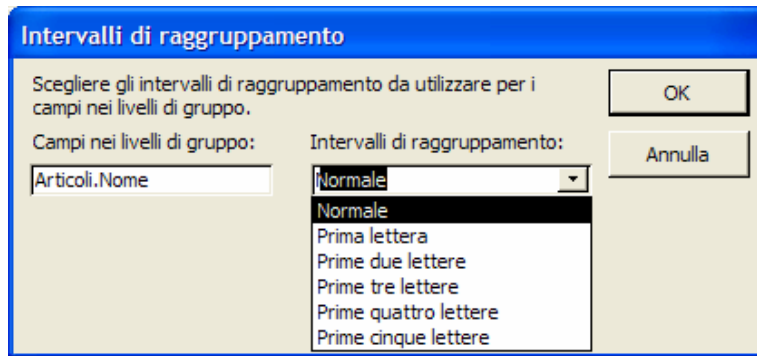 Intervalli di raggruppamento
Scegliere gli intervalli di raggruppamento da utilizzare per i
campi nei livelli di gruppo.
OK
Annulla
Campi nei livelli di gruppo:
Intervalli di raggruppamento:
Articoli.Nome
Normale
Normale
Prima lettera
Prime due lettere
Prime tre lettere
Prime quattro lettere
Prime cinque lettere